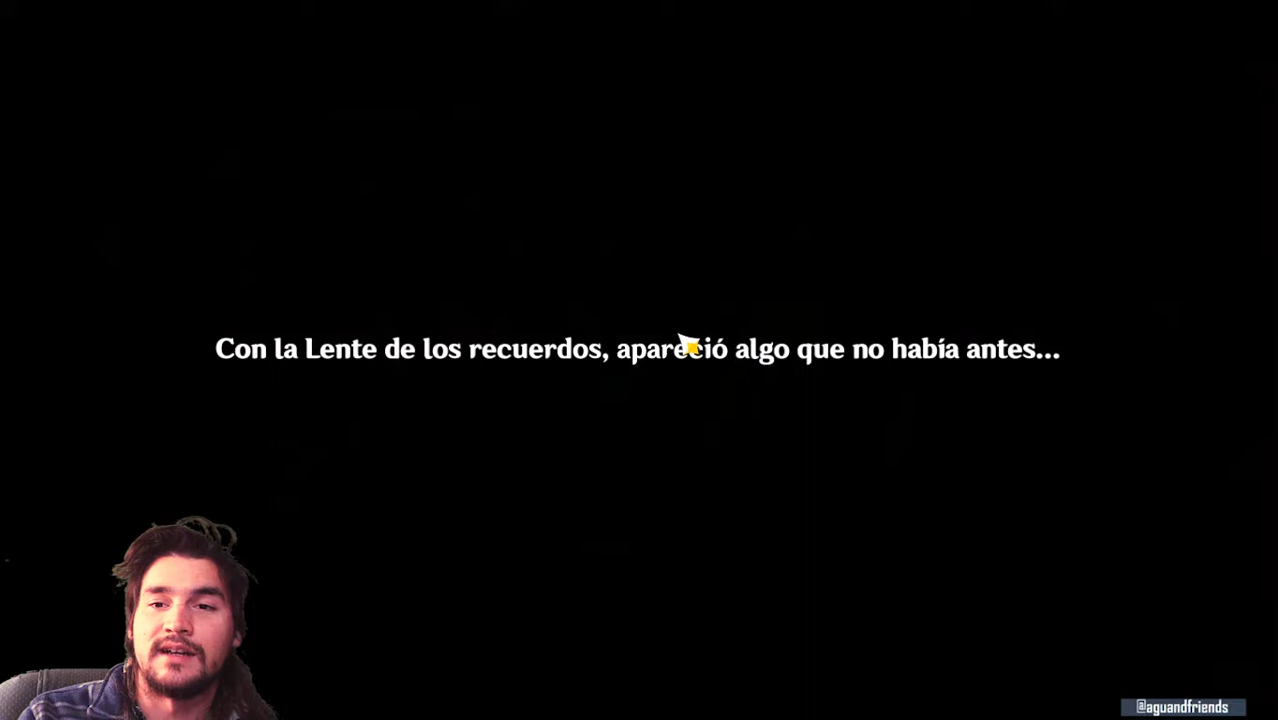 Con la Lente de los recuerdos, apareció algo que no había antes...
@aguandfriends